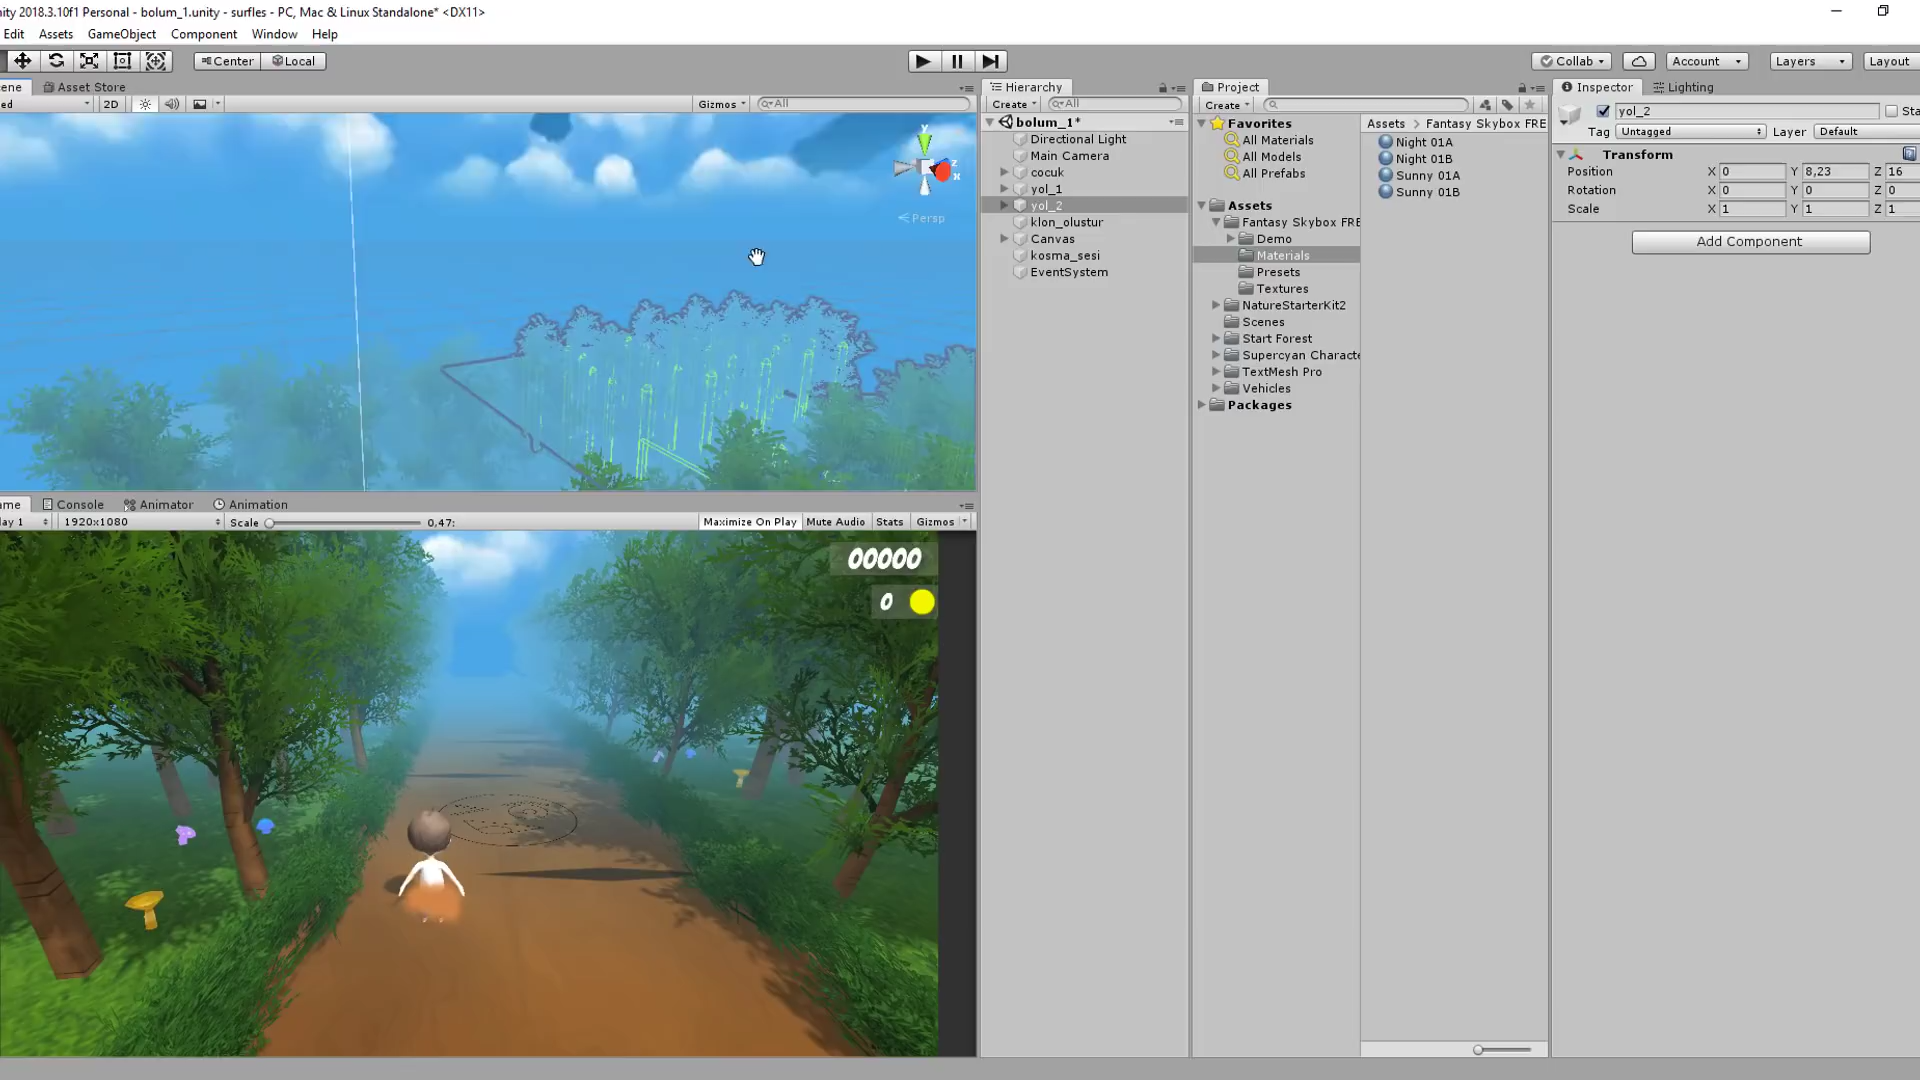 nity 2018.3.10f1 Personal - bolum_1.unity - surfles - PC, Mac & Linux Standalone* <DX11>
Edit Assets GameObject Component Window Help
Center Local Collab Account Layers Layout
cene Asset Store
ed 2D Gizmos All
Y
Z
X
Persp
ame Console Animator Animation
lay 1 1920x1080 Scale 0,47: Maximize On Play Mute Audio Stats Gizmos
00000
0
Hierarchy
Create All
bolum_1*
Directional Light
Main Camera
cocuk
yol_1
yol_2
klon_olustur
Canvas
kosma_sesi
EventSystem
Project
Create
Favorites
All Materials
All Models
All Prefabs
Assets
Fantasy Skybox FRE
Demo
Materials
Presets
Textures
NatureStarterKit2
Scenes
Start Forest
Supercyan Characte
TextMesh Pro
Vehicles
Packages
Assets > Fantasy Skybox FRE
Night 01A
Night 01B
Sunny 01A
Sunny 01B
Inspector Lighting
yol_2 Sta
Tag Untagged Layer Default
Transform
Position X 0 Y 8,23 Z 16
Rotation X 0 Y 0 Z 0
Scale X 1 Y 1 Z 1
Add Component